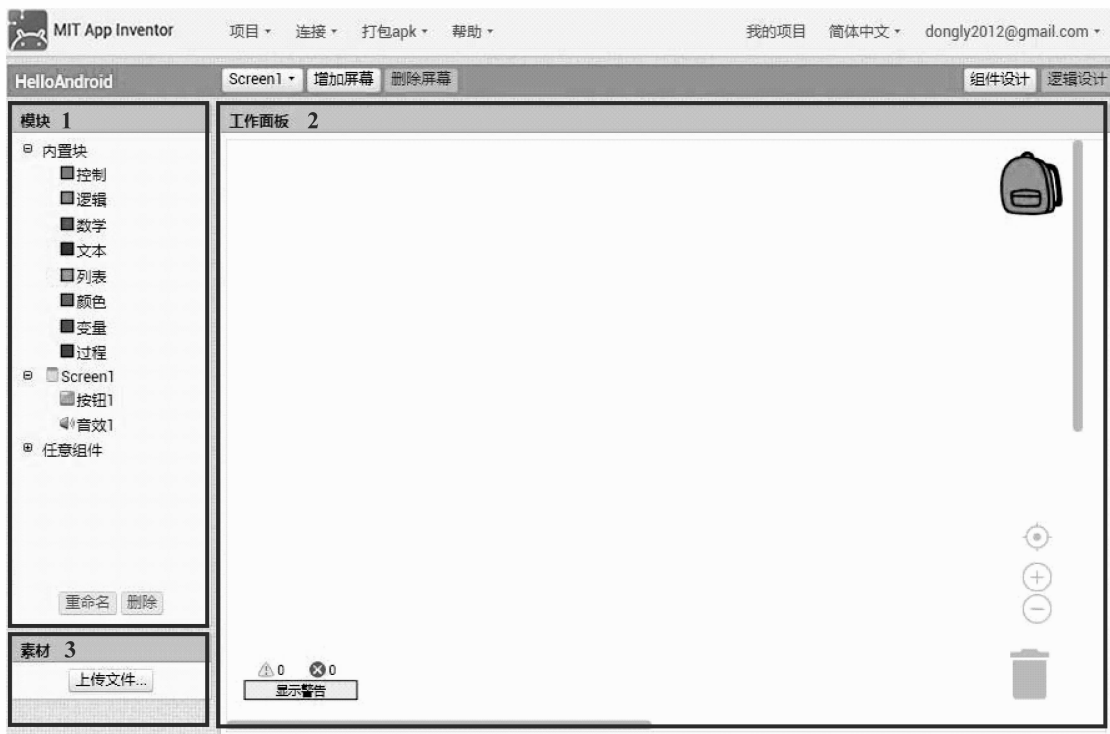 MIT App Inventor 项目 连接 打包apk 帮助 我的项目 简体中文 dongly2012@gmail.com
HelloAndroid Screen1 增加屏幕 删除屏幕 组件设计 逻辑设计
模块 1
内置块
控制
逻辑
数学
文本
列表
颜色
变量
过程
Screen1
按钮1
音效1
任意组件
重命名 删除
素材 3
上传文件...
工作面板 2
0 0
显示警告